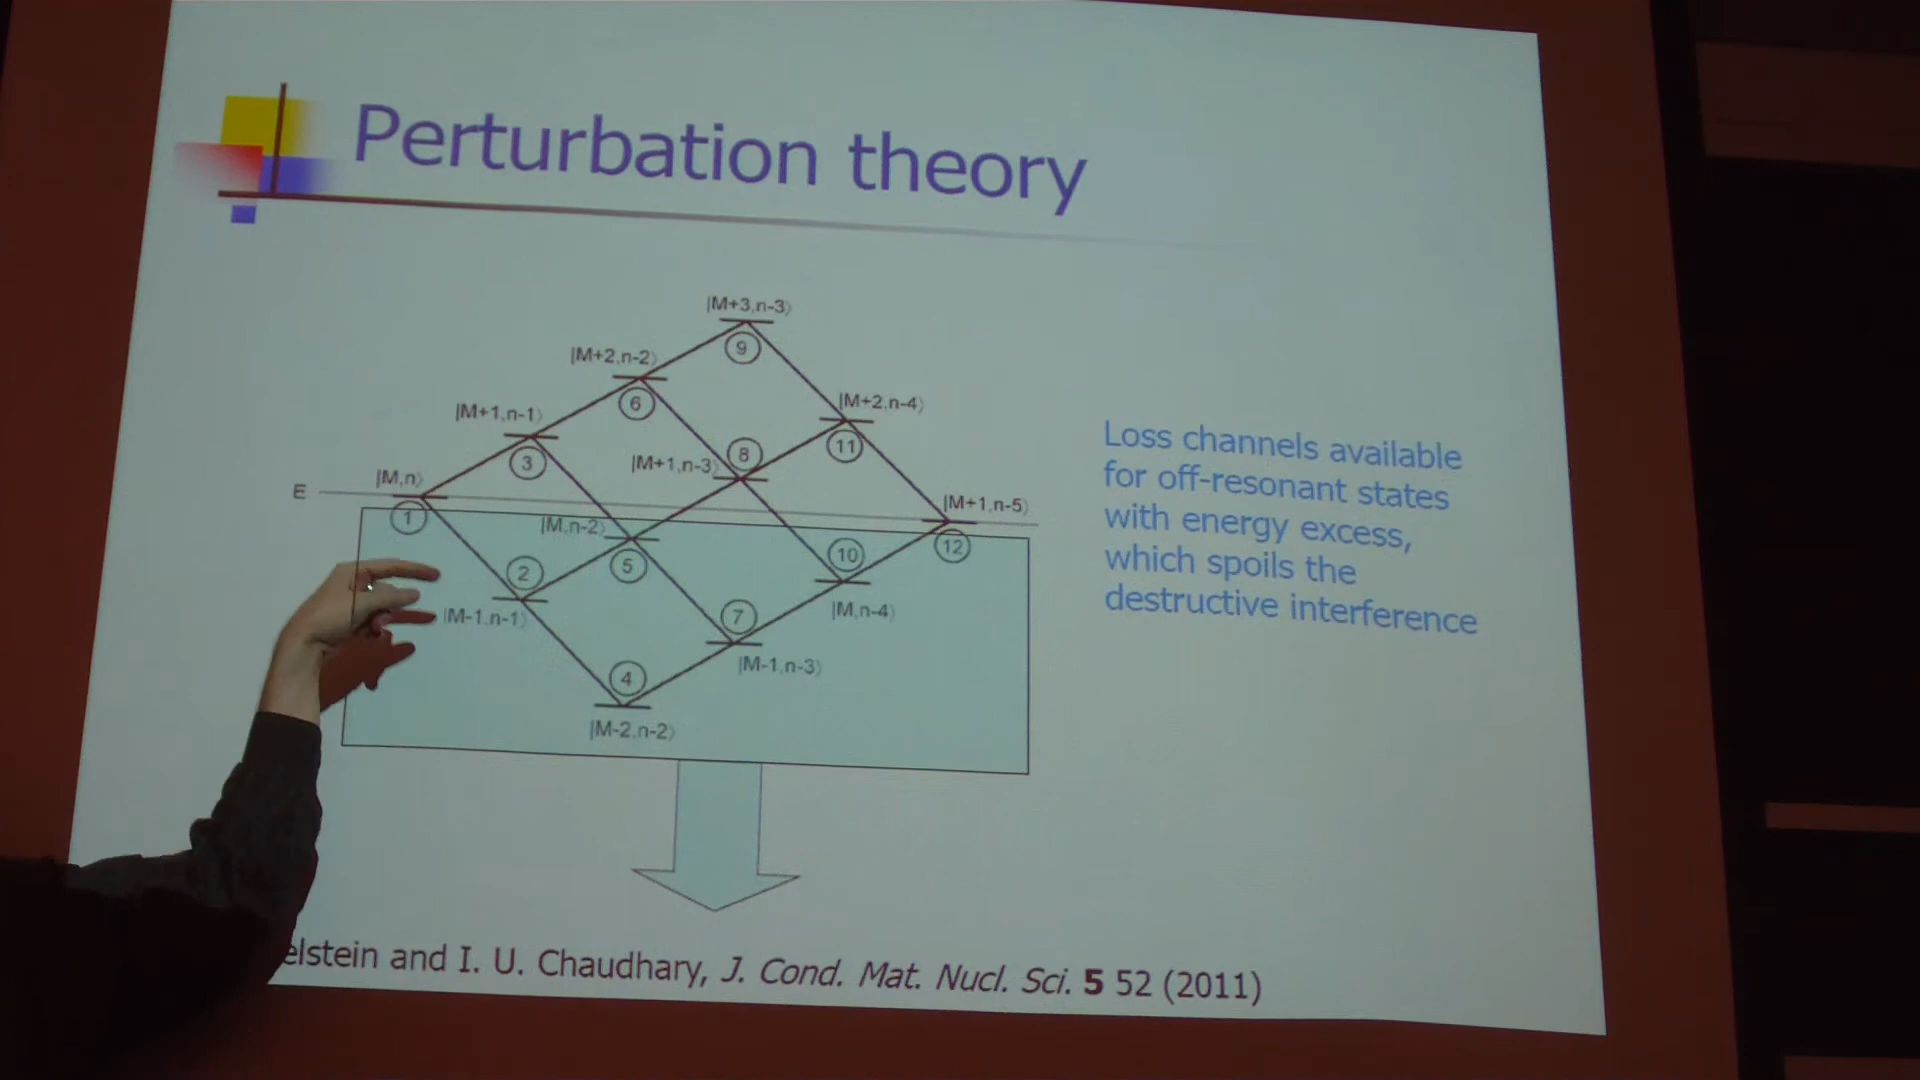 Perturbation theory
|M+3,n-3⟩
9
|M+2,n-2⟩
6
|M+2,n-4⟩
11
|M+1,n-1⟩
3
|M+1,n-3⟩
8
|M,n⟩
E
1
|M,n-2⟩
5
|M+1,n-5⟩
12
2
|M-1,n-1⟩
10
|M,n-4⟩
7
|M-1,n-3⟩
4
|M-2,n-2⟩
Loss channels available
for off-resonant states
with energy excess,
which spoils the
destructive interference
elstein and I. U. Chaudhary, J. Cond. Mat. Nucl. Sci. 5 52 (2011)